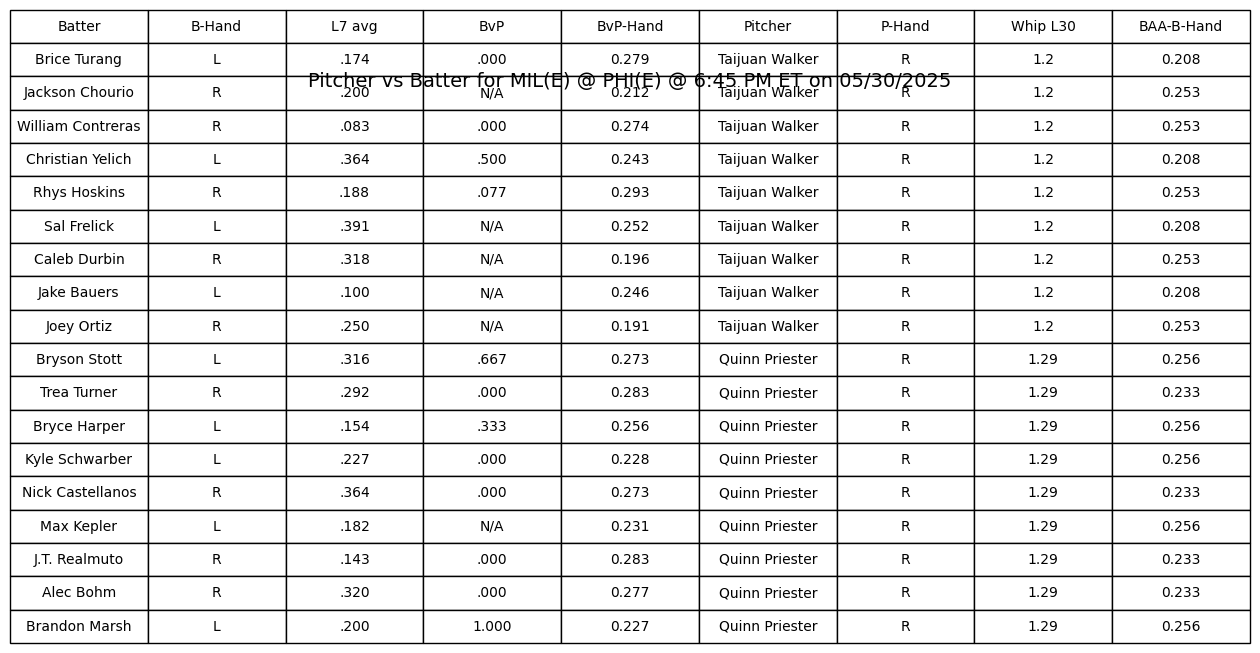 Batter B-Hand L7 avg BvP BvP-Hand Pitcher P-Hand Whip L30 BAA-B-Hand
Brice Turang L .174 .000 0.279 Taijuan Walker R 1.2 0.208
Pitcher vs Batter for MIL(E) @ PHI(E) @ 6:45 PM ET on 05/30/2025
Jackson Chourio R .200 N/A 0.212 Taijuan Walker R 1.2 0.253
William Contreras R .083 .000 0.274 Taijuan Walker R 1.2 0.253
Christian Yelich L .364 .500 0.243 Taijuan Walker R 1.2 0.208
Rhys Hoskins R .188 .077 0.293 Taijuan Walker R 1.2 0.253
Sal Frelick L .391 N/A 0.252 Taijuan Walker R 1.2 0.208
Caleb Durbin R .318 N/A 0.196 Taijuan Walker R 1.2 0.253
Jake Bauers L .100 N/A 0.246 Taijuan Walker R 1.2 0.208
Joey Ortiz R .250 N/A 0.191 Taijuan Walker R 1.2 0.253
Bryson Stott L .316 .667 0.273 Quinn Priester R 1.29 0.256
Trea Turner R .292 .000 0.283 Quinn Priester R 1.29 0.233
Bryce Harper L .154 .333 0.256 Quinn Priester R 1.29 0.256
Kyle Schwarber L .227 .000 0.228 Quinn Priester R 1.29 0.256
Nick Castellanos R .364 .000 0.273 Quinn Priester R 1.29 0.233
Max Kepler L .182 N/A 0.231 Quinn Priester R 1.29 0.256
J.T. Realmuto R .143 .000 0.283 Quinn Priester R 1.29 0.233
Alec Bohm R .320 .000 0.277 Quinn Priester R 1.29 0.233
Brandon Marsh L .200 1.000 0.227 Quinn Priester R 1.29 0.256